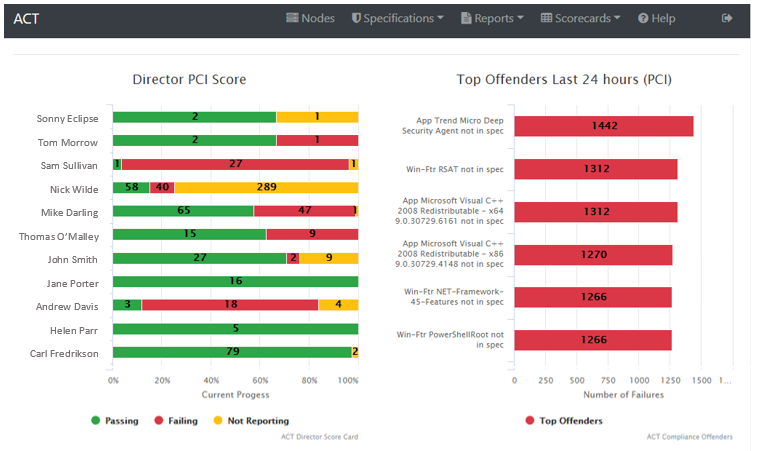 ACT
Nodes Specifications Reports Scorecards Help
Director PCI Score
Sonny Eclipse 2 1
Tom Morrow 2 1
Sam Sullivan 1 27 1
Nick Wilde 58 40 289
Mike Darling 65 47 1
Thomas O'Malley 15 9
John Smith 27 2 9
Jane Porter 16
Andrew Davis 3 18 4
Helen Parr 5
Carl Fredrikson 79 2
0% 20% 40% 60% 80% 100%
Current Progess
Passing Failing Not Reporting
ACT Director Score Card
Top Offenders Last 24 hours (PCI)
App Trend Micro Deep
Security Agent not in spec
1442
Win-Ftr RSAT not in spec
1312
App Microsoft Visual C++
2008 Redistributable - x64
9.0.30729.6161 not in spec
1312
App Microsoft Visual C++
2008 Redistributable - x86
9.0.30729.4148 not in spec
1270
Win-Ftr NET-Framework-
45-Features not in spec
1266
Win-Ftr PowerShellRoot not
in spec
1266
0 250 500 750 1000 1250 1500 1...
Number of Failures
Top Offenders
ACT Compliance Offenders